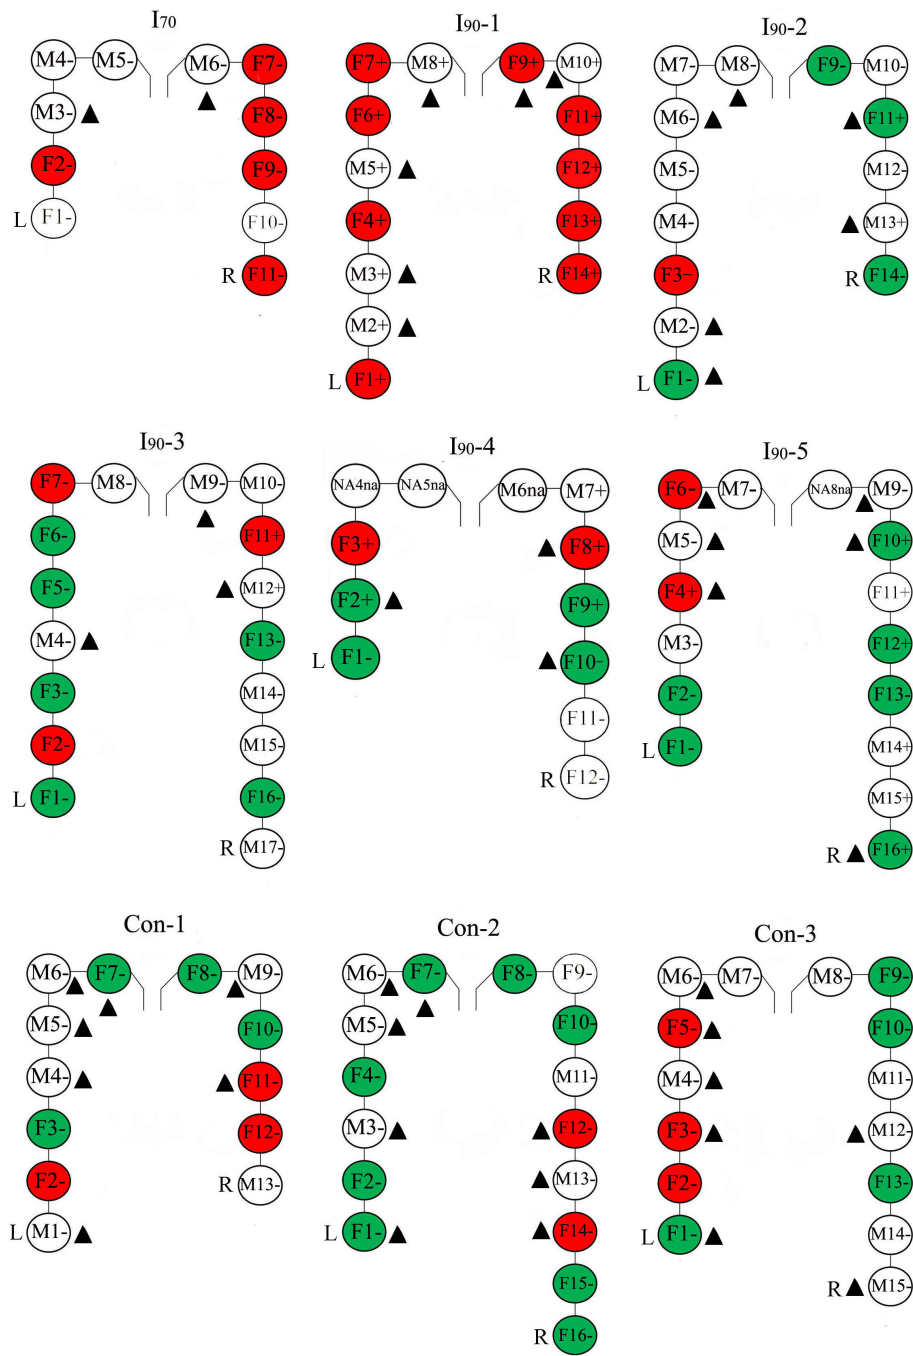 I70
M4- M5- M6- F7-
M3- F8-
F2- F9-
L F1- F10-
R F11-
I90-1
F7+ M8+ F9+ M10+
F6+ F11+
M5+ F12+
F4+ F13+
M3+ R F14+
M2+
L F1+
I90-2
M7- M8- F9- M10-
M6- F11+
M5- M12-
M4- M13+
F3- R F14-
M2-
L F1-
I90-3
F7- M8- M9- M10-
F6- F11+
F5- M12+
M4- F13-
F3- M14-
F2- M15-
L F1- F16-
R M17-
I90-4
NA4na NA5na M6na M7+
F3+ F8+
F2+ F9+
L F1- F10-
F11-
R F12-
I90-5
F6- M7- NA8na M9-
M5- F10+
F4+ F11+
M3- F12+
F2- F13-
L F1- M14+
M15+
R F16+
Con-1
M6- F7- F8- M9-
M5- F10-
M4- F11-
F3- F12-
F2- R M13-
L M1-
Con-2
M6- F7- F8- F9-
M5- F10-
F4- M11-
M3- F12-
F2- M13-
L F1- F14-
F15-
R F16-
Con-3
M6- M7- M8- F9-
F5- F10-
M4- M11-
F3- M12-
F2- F13-
L F1- M14-
R M15-